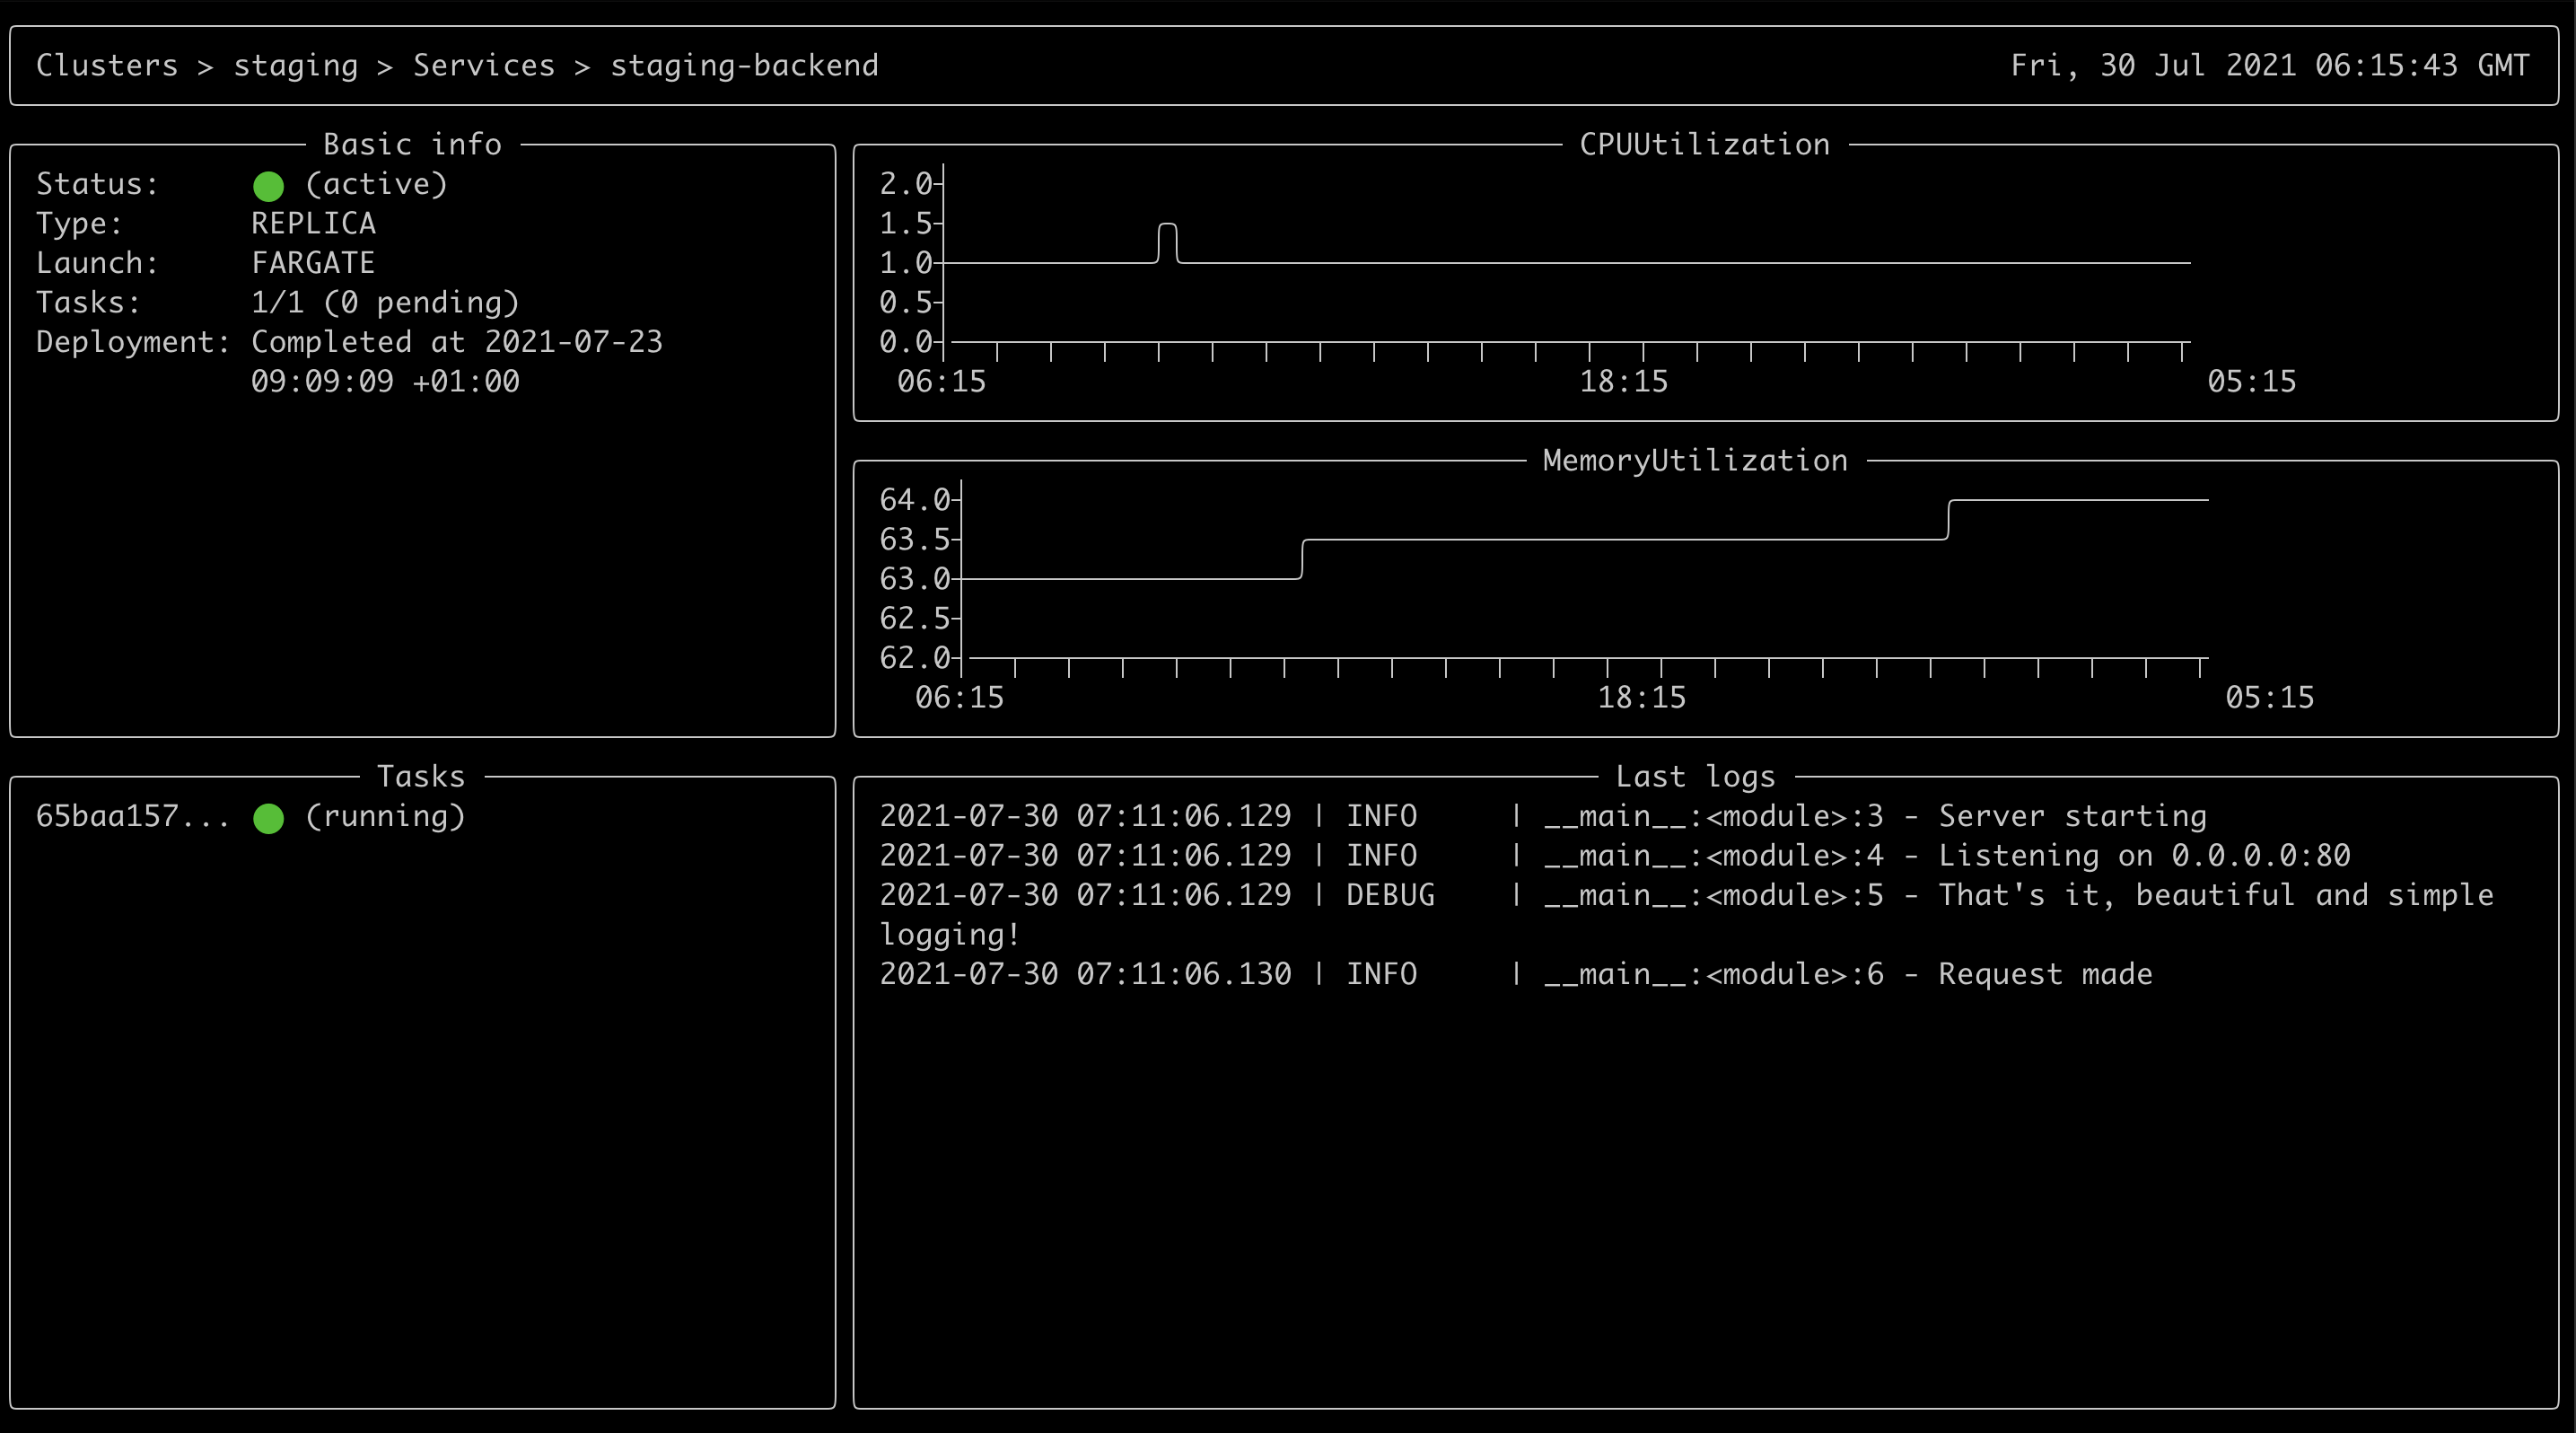 Clusters > staging > Services > staging-backend
Fri, 30 Jul 2021 06:15:43 GMT
Basic info
Status: (active)
Type: REPLICA
Launch: FARGATE
Tasks: 1/1 (0 pending)
Deployment: Completed at 2021-07-23
09:09:09 +01:00
CPUUtilization
2.0
1.5
1.0
0.5
0.0
06:15 18:15 05:15
MemoryUtilization
64.0
63.5
63.0
62.5
62.0
06:15 18:15 05:15
Tasks
65baa157... (running)
Last logs
2021-07-30 07:11:06.129 | INFO | __main__:<module>:3 - Server starting
2021-07-30 07:11:06.129 | INFO | __main__:<module>:4 - Listening on 0.0.0.0:80
2021-07-30 07:11:06.129 | DEBUG | __main__:<module>:5 - That's it, beautiful and simple
logging!
2021-07-30 07:11:06.130 | INFO | __main__:<module>:6 - Request made